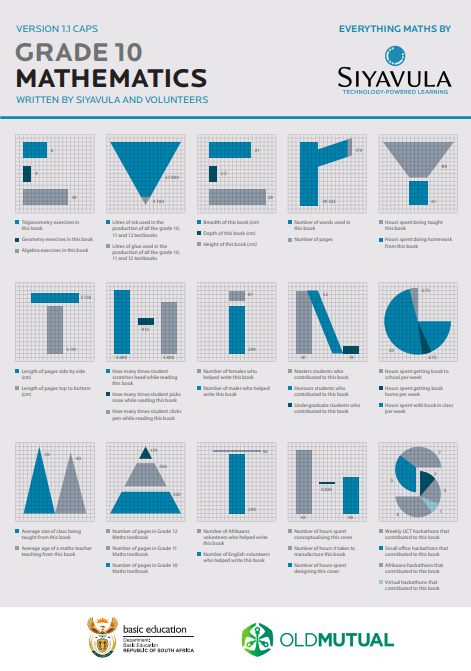 VERSION 1.1 CAPS
EVERYTHING MATHS BY
GRADE 10
MATHEMATICS
WRITTEN BY SIYAVULA AND VOLUNTEERS
SIYAVULA
TECHNOLOGY-POWERED LEARNING
Trigonometry exercises in
this book
Geometry exercises in this book
Algebra exercises in this book
Litres of ink used in the
production of all the grade 10,
11 and 12 textbooks
Litres of glue used in the
production of all the grade 10,
11 and 12 textbooks
Breadth of this book (cm)
Depth of this book (cm)
Height of this book (cm)
Number of words used in
this book
Number of pages
Hours spent being taught
this book
Hours spent doing homework
from this book
Length of pages side by side
(cm)
Length of pages top to bottom
(cm)
How many times student
scratches head while reading
this book
How many times student picks
nose while reading this book
How many times student clicks
pen while reading this book
Number of females who
helped write this book
Number of males who helped
write this book
Masters students who
contributed to this book
Honours students who
contributed to this book
Undergraduate students who
contributed to this book
Hours spent getting book to
school per week
Hours spent getting book
home per week
Hours spent with book in class
per week
Average size of class being
taught from this book
Average age of a maths teacher
teaching from this book
Number of pages in Grade 12
Maths textbook
Number of pages in Grade 11
Maths textbook
Number of pages in Grade 10
Maths textbook
Number of Afrikaans
volunteers who helped write
this book
Number of English volunteers
who helped write this book
Number of hours spent
conceptualising this cover
Number of hours it takes to
manufacture this book
Number of hours spent
designing this cover
Weekly UCT hackathons that
contributed to this book
Small office hackathons that
contributed to this book
Afrikaans hackathons that
contributed to this book
Virtual hackathons that
contributed to this book
basic education
Department:
Basic Education
REPUBLIC OF SOUTH AFRICA
OLDMUTUAL